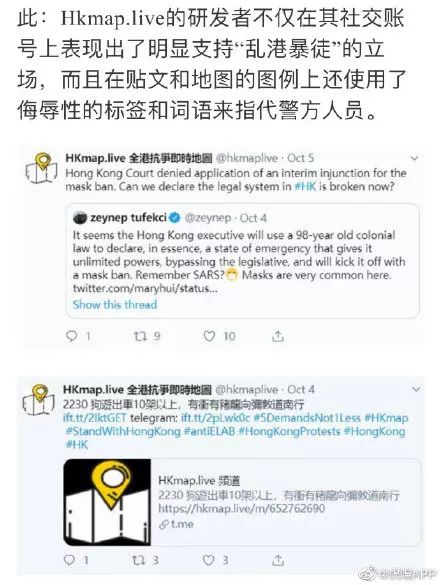 此：Hkmap.live的研发者不仅在其社交账
号上表现出了明显支持“乱港暴徒”的立
场，而且在贴文和地图的图例上还使用了
侮辱性的标签和词语来指代警方人员。
HKmap.live 全港抗爭即時地圖 @hkmaplive · Oct 5
Hong Kong Court denied application of an interim injunction for the
mask ban. Can we declare the legal system in #HK is broken now?
zeynep tufekci @zeynep · Oct 4
It seems the Hong Kong executive will use a 98-year old colonial
law to declare, in essence, a state of emergency that gives it
unlimited powers, bypassing the legislative, and will kick it off with
a mask ban. Remember SARS?😷 Masks are very common here.
twitter.com/maryhui/status...
Show this thread
1 9 10
HKmap.live 全港抗爭即時地圖 @hkmaplive · Oct 4
2230 狗遊出車10架以上，有衝有豬龍向彌敦道南行
ift.tt/2IktGET telegram: ift.tt/2pLwk0c #5DemandsNot1Less #HKmap
#StandWithHongKong #antiELAB #HongKongProtests #HongKong
#HK
HKmap.live 頻道
2230 狗遊出車10架以上，有衝有豬龍向彌敦道南行
https://hkmap.live/m/652762690
t.me
1 3 3